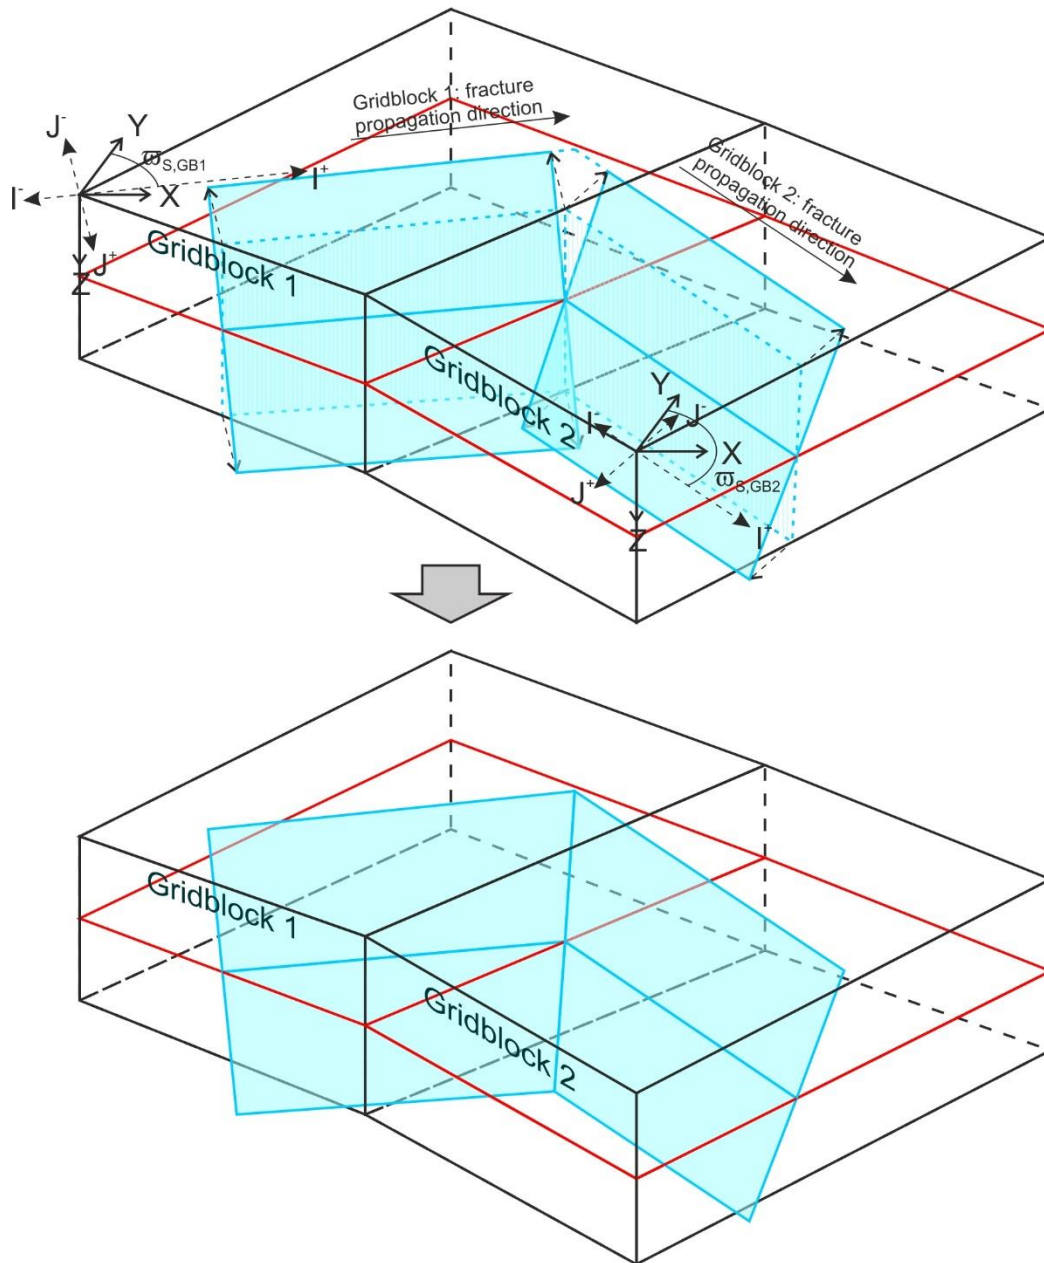 Gridblock 1: fracture
propagation direction
J⁻
Y
ϖS,GB1
I⁺
I⁻
X
J⁺
Y
Z
Gridblock 1
Gridblock 2: fracture
propagation direction
Gridblock 2
Y
J⁻
I⁻
X
ϖS,GB2
J⁺
I⁺
Z
Gridblock 1
Gridblock 2